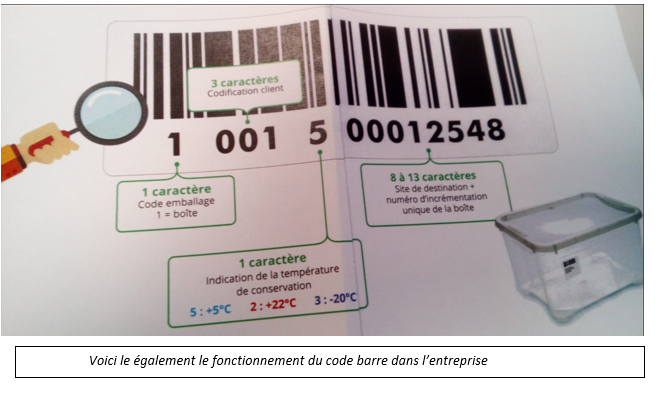 3 caractères
Codification client
1 001 5 00012548
1 caractère
Code emballage
1 = boîte
8 à 13 caractères
Site de destination +
numéro d'incrémentation
unique de la boîte
1 caractère
Indication de la température
de conservation
5 : +5°C 2 : +22°C 3 : -20°C
Voici le également le fonctionnement du code barre dans l'entreprise